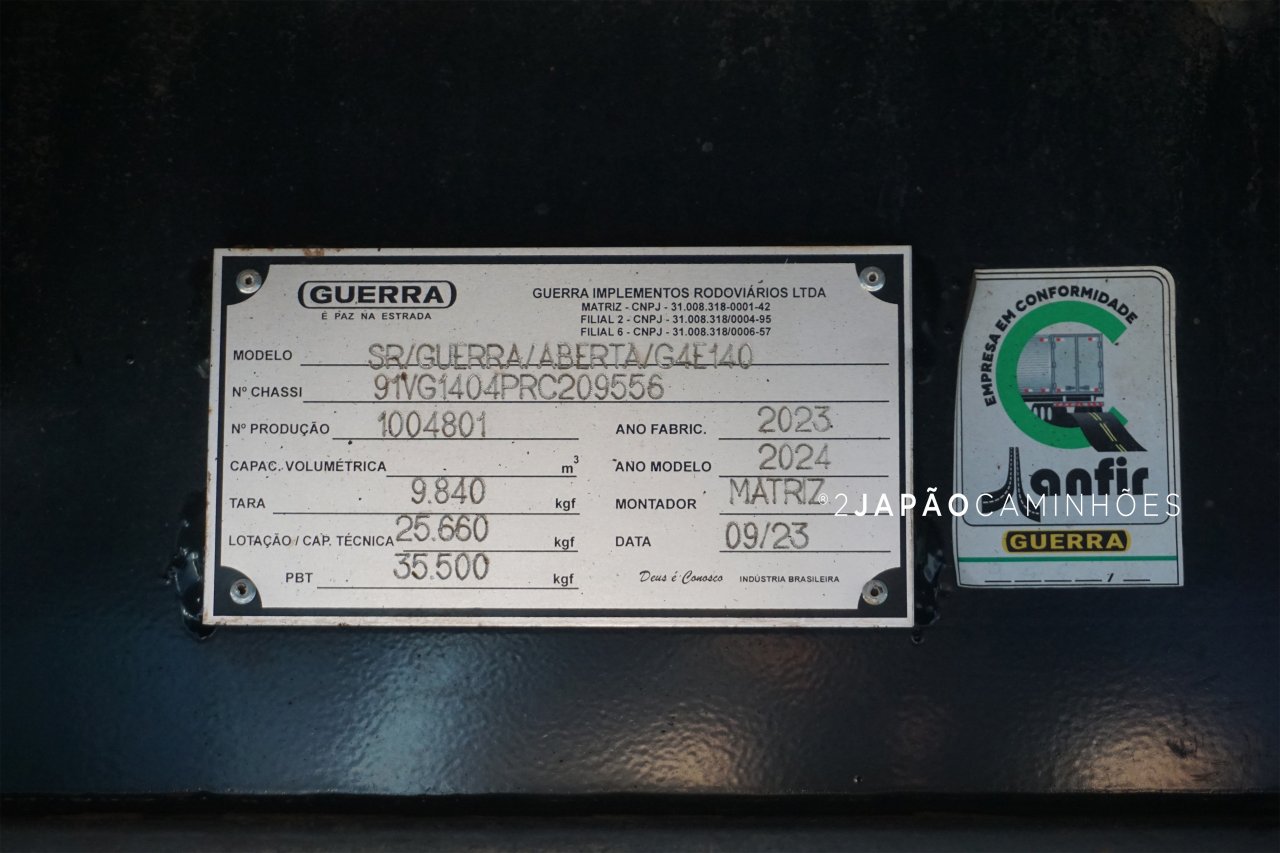 GUERRA
É PAZ NA ESTRADA
GUERRA IMPLEMENTOS RODOVIÁRIOS LTDA
MATRIZ - CNPJ - 31.008.318-0001-42
FILIAL 2 - CNPJ - 31.008.318/0004-95
FILIAL 6 - CNPJ - 31.008.318/0006-57
MODELO SR/GUERRA/ABERTA/G4E140
Nº CHASSI 91VG1404PRC209556
Nº PRODUÇÃO 1004801 ANO FABRIC. 2023
CAPAC. VOLUMÉTRICA m³ ANO MODELO 2024
TARA 9.840 kgf MONTADOR MATRIZ
LOTAÇÃO / CAP. TÉCNICA 25.660 kgf DATA 09/23
PBT 35.500 kgf Deus é Conosco INDÚSTRIA BRASILEIRA
EMPRESA EM CONFORMIDADE
anfir
GUERRA
®2JAPÃOCAMINHÕES